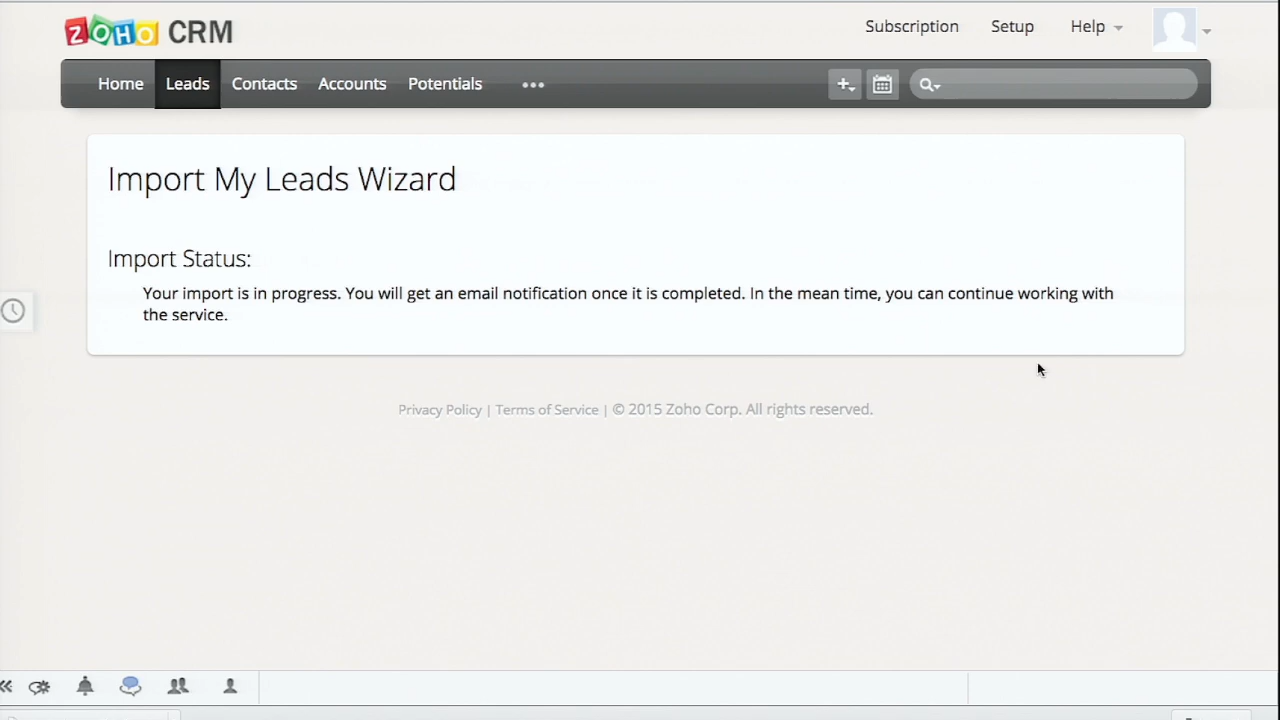 ZOHO CRM
Subscription Setup Help
Home Leads Contacts Accounts Potentials
Import My Leads Wizard
Import Status:
Your import is in progress. You will get an email notification once it is completed. In the mean time, you can continue working with
the service.
Privacy Policy | Terms of Service | © 2015 Zoho Corp. All rights reserved.